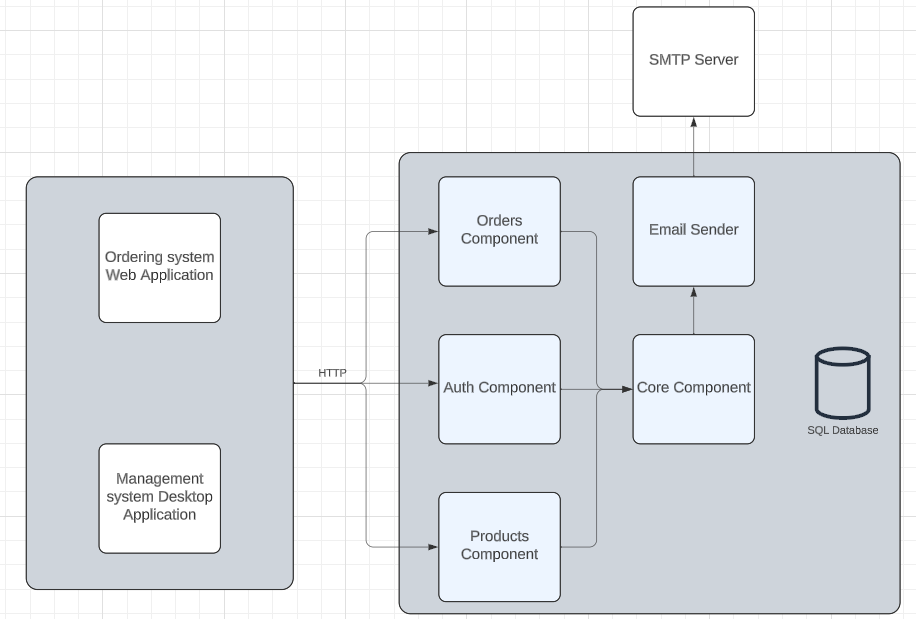 SMTP Server
Orders
Component
Email Sender
Ordering system
Web Application
HTTP
Auth Component
Core Component
SQL Database
Management
system Desktop
Application
Products
Component